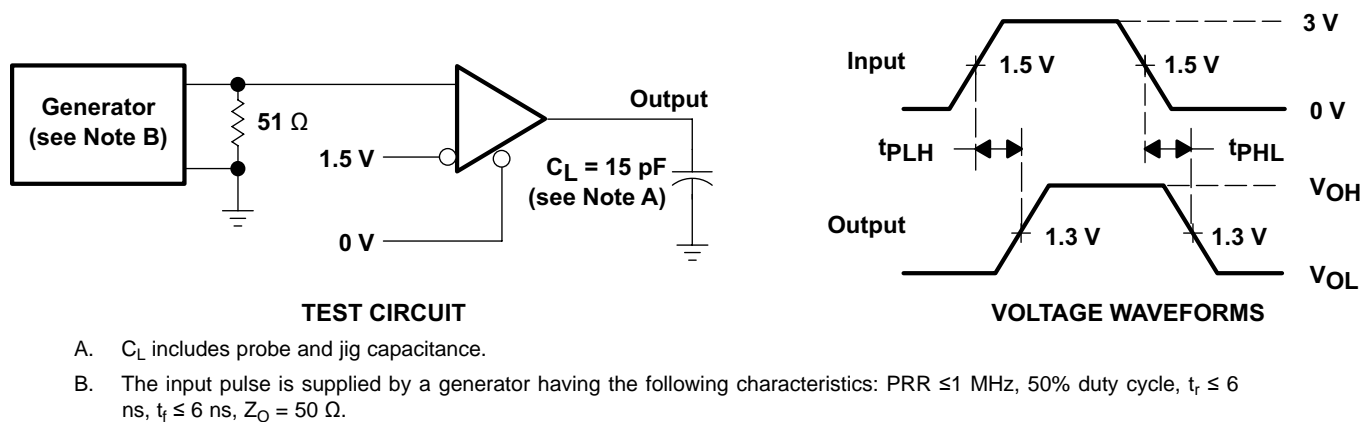 Generator
(see Note B)
51 Ω
1.5 V
0 V
Output
CL = 15 pF
(see Note A)
TEST CIRCUIT
Input
3 V
1.5 V
1.5 V
0 V
tPLH
tPHL
Output
VOH
1.3 V
1.3 V
VOL
VOLTAGE WAVEFORMS
A. CL includes probe and jig capacitance.
B. The input pulse is supplied by a generator having the following characteristics: PRR ≤1 MHz, 50% duty cycle, tr ≤ 6
ns, tf ≤ 6 ns, ZO = 50 Ω.